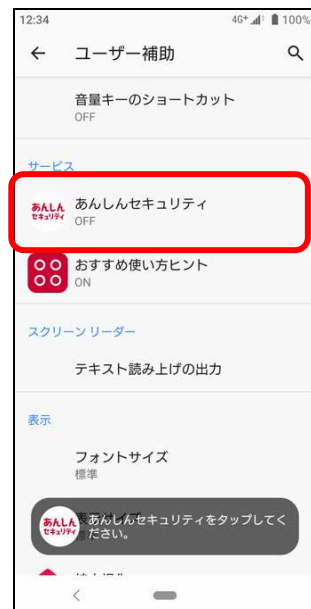 12:34 4G+ 100%
ユーザー補助
音量キーのショートカット
OFF
サービス
あんしん
セキュリティ
あんしんセキュリティ
OFF
おすすめ使い方ヒント
ON
スクリーン リーダー
テキスト読み上げの出力
表示
フォントサイズ
標準
あんしん
セキュリティ
あんしんセキュリティをタップしてく
ださい。